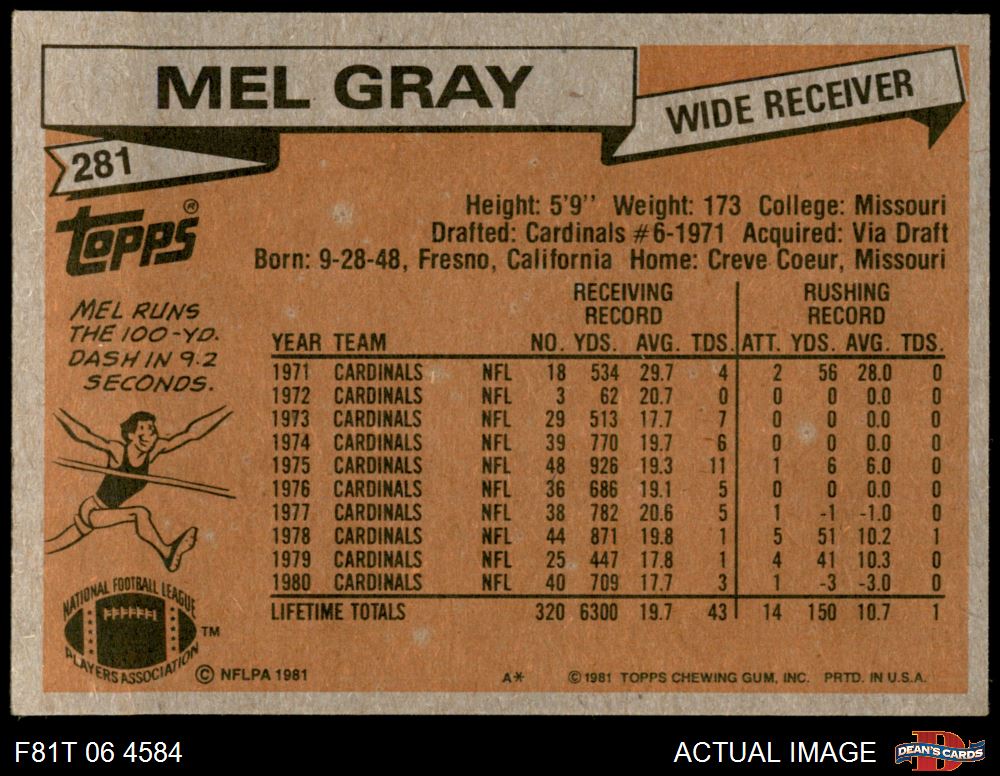 MEL GRAY
WIDE RECEIVER
281
Topps®
Height: 5'9'' Weight: 173 College: Missouri
Drafted: Cardinals #6-1971 Acquired: Via Draft
Born: 9-28-48, Fresno, California Home: Creve Coeur, Missouri
MEL RUNS
THE 100-YD.
DASH IN 9.2
SECONDS.
RECEIVING RECORD RUSHING RECORD
YEAR TEAM NO. YDS. AVG. TDS. ATT. YDS. AVG. TDS.
1971 CARDINALS NFL 18 534 29.7 4 2 56 28.0 0
1972 CARDINALS NFL 3 62 20.7 0 0 0 0.0 0
1973 CARDINALS NFL 29 513 17.7 7 0 0 0.0 0
1974 CARDINALS NFL 39 770 19.7 6 0 0 0.0 0
1975 CARDINALS NFL 48 926 19.3 11 1 6 6.0 0
1976 CARDINALS NFL 36 686 19.1 5 0 0 0.0 0
1977 CARDINALS NFL 38 782 20.6 5 1 -1 -1.0 0
1978 CARDINALS NFL 44 871 19.8 1 5 51 10.2 1
1979 CARDINALS NFL 25 447 17.8 1 4 41 10.3 0
1980 CARDINALS NFL 40 709 17.7 3 1 -3 -3.0 0
LIFETIME TOTALS 320 6300 19.7 43 14 150 10.7 1
NATIONAL FOOTBALL LEAGUE
PLAYERS ASSOCIATION
TM
© NFLPA 1981
A* © 1981 TOPPS CHEWING GUM, INC. PRTD. IN U.S.A.
F81T 06 4584
ACTUAL IMAGE
D
DEAN'S CARDS